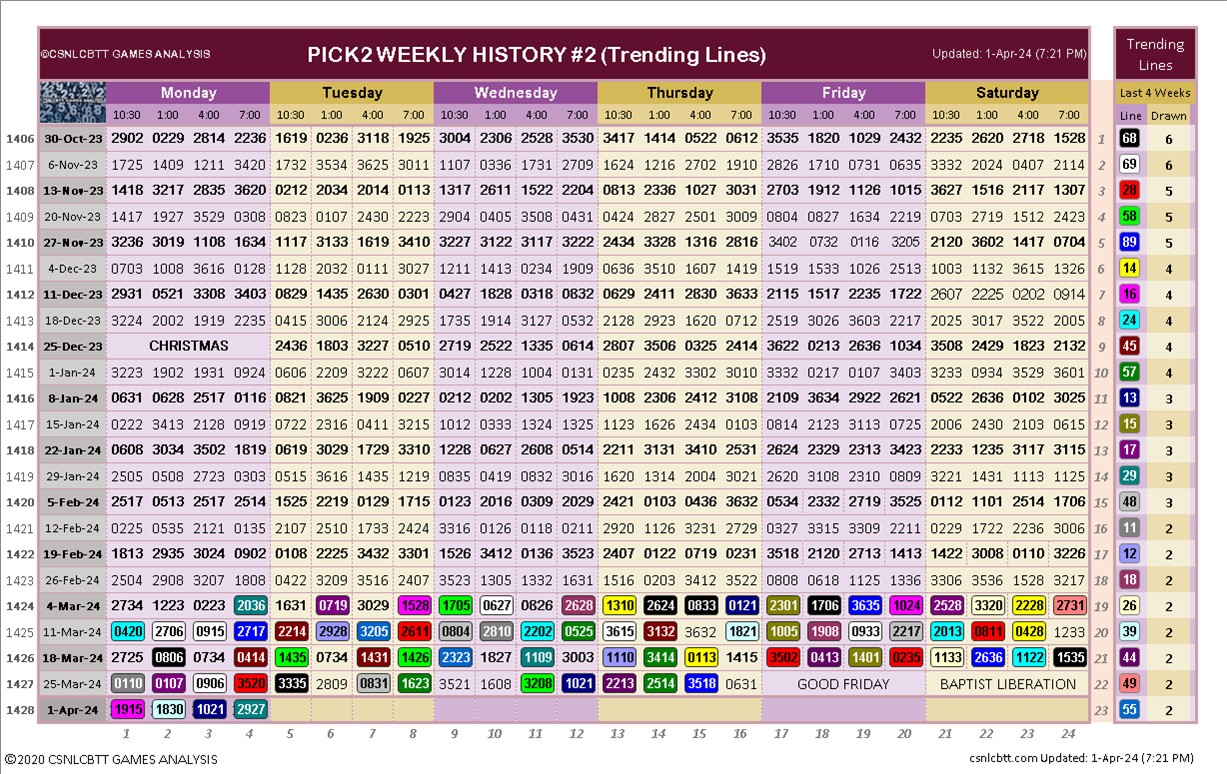 ©CSNLCBTT GAMES ANALYSIS PICK2 WEEKLY HISTORY #2 (Trending Lines) Updated: 1-Apr-24 (7:21 PM) Trending Lines
Monday Tuesday Wednesday Thursday Friday Saturday Last 4 Weeks
10:30 1:00 4:00 7:00 10:30 1:00 4:00 7:00 10:30 1:00 4:00 7:00 10:30 1:00 4:00 7:00 10:30 1:00 4:00 7:00 10:30 1:00 4:00 7:00 Line Drawn
1406 30-Oct-23 2902 0229 2814 2236 1619 0236 3118 1925 3004 2306 2528 3530 3417 1414 0522 0612 3535 1820 1029 2432 2235 2620 2718 1528 1 68 6
1407 6-Nov-23 1725 1409 1211 3420 1732 3534 3625 3011 1107 0336 1731 2709 1624 1216 2702 1910 2826 1710 0131 0635 3332 2024 0407 2114 2 69 6
1408 13-Nov-23 1418 3217 2835 3620 0212 2034 2014 0113 1317 2611 1522 2204 0813 2336 1027 3031 2703 1912 1126 1015 3627 1516 2117 1307 3 28 5
1409 20-Nov-23 1417 1927 3529 0308 0823 0107 2430 2223 2904 0405 3508 0431 0424 2827 2501 3009 0804 0827 1634 2219 0703 2719 1512 2423 4 58 5
1410 27-Nov-23 3236 3019 1108 1634 1117 3133 1619 3410 3227 3122 3117 3222 2434 3328 1316 2816 3402 0732 0116 3205 2120 3602 1417 0704 5 89 5
1411 4-Dec-23 0703 1008 3616 0128 1128 2032 0111 3027 1211 1413 0234 1909 0636 3510 1607 1419 1519 1533 1026 2513 1003 1132 3615 1326 6 14 4
1412 11-Dec-23 2931 0521 3308 3403 0829 1435 2630 0301 0427 1828 0318 0832 0629 2411 2830 3633 2115 1517 2235 1722 2607 2225 0202 0914 7 16 4
1413 18-Dec-23 3224 2002 1919 2235 0415 3006 2124 2923 1735 1914 3127 0532 2128 2923 1620 0712 2519 3026 3603 2217 2025 3017 3522 2005 8 24 4
1414 25-Dec-23 CHRISTMAS 2436 1803 3227 0510 2719 2522 1335 0614 2807 3506 0325 2414 3622 0213 2636 1034 3508 2429 1823 2132 9 45 4
1415 1-Jan-24 3223 1902 1931 0924 0606 2209 3222 0607 3014 1228 1004 0131 0235 2432 3302 3010 3332 0217 0107 3403 2233 0934 3529 3601 10 57 4
1416 8-Jan-24 0631 0628 2517 0116 0821 3625 1909 0227 0212 0202 1305 1923 1008 2306 2412 3108 2109 3634 2922 2621 0522 2636 0102 3025 11 13 3
1417 15-Jan-24 0222 3413 2128 0919 0722 2316 0411 3211 1012 0333 1324 1325 1123 1626 2434 0103 0814 2123 3113 0725 2006 2430 2103 0615 12 15 3
1418 22-Jan-24 0608 3034 3502 1819 0619 3029 1729 3310 1228 0627 2608 0514 2211 3131 3410 2531 2624 2329 2313 3423 2233 1235 3117 3115 13 17 3
1419 29-Jan-24 2505 0508 2723 0303 0515 3616 1435 1219 0835 0419 0832 3016 1620 1314 2004 3021 2620 3108 2310 0809 3221 1431 1113 1125 14 29 3
1420 5-Feb-24 2517 0513 2517 2514 1525 2219 0129 1715 0123 2016 0309 2029 2421 0103 0436 3632 0534 2332 2719 3525 0112 1101 2514 1706 15 48 3
1421 12-Feb-24 0225 0535 2121 0135 2107 2510 1733 2424 3316 0126 0118 0211 2920 1126 3231 2729 0327 3315 3309 2211 0229 1722 2236 3006 16 11 2
1422 19-Feb-24 1813 2935 3024 0902 0108 2225 3432 3301 1526 3412 0136 3523 2407 0122 0719 0231 3518 2120 2713 1413 1422 3008 0110 3226 17 12 2
1423 26-Feb-24 2504 2908 3207 1808 0422 3209 3516 2407 3523 1305 1332 1631 1516 0203 3412 3522 0808 0618 1125 1336 3306 3536 1528 3217 18 18 2
1424 4-Mar-24 2734 1223 0223 2036 1631 0719 3029 1528 1705 0627 0826 2628 1310 2624 0833 0121 2301 1706 3635 1024 2528 3320 2228 2731 19 26 2
1425 11-Mar-24 0420 2706 0915 2717 2214 2928 3205 2611 0804 2810 2202 0525 3615 3132 3632 1821 1005 1908 0933 2217 2013 0811 0428 1233 20 39 2
1426 18-Mar-24 2725 0806 0734 0414 1435 0734 1431 1426 2323 1827 1109 3003 1110 3414 0113 1415 3502 0413 1401 0235 1133 2636 1122 1535 21 44 2
1427 25-Mar-24 0110 0107 0906 3520 3335 2809 0831 1623 3521 1608 3208 1021 2213 2514 3518 0631 GOOD FRIDAY BAPTIST LIBERATION 22 49 2
1428 1-Apr-24 1915 1830 1021 2927 23 55 2
1 2 3 4 5 6 7 8 9 10 11 12 13 14 15 16 17 18 19 20 21 22 23 24
©2020 CSNLCBTT GAMES ANALYSIS csnlcbtt.com Updated: 1-Apr-24 (7:21 PM)